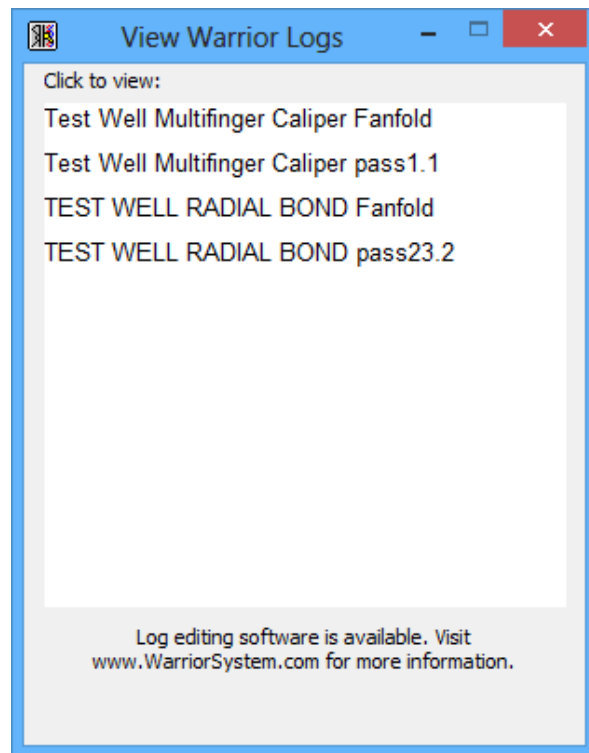 View Warrior Logs
Click to view:
Test Well Multifinger Caliper Fanfold
Test Well Multifinger Caliper pass1.1
TEST WELL RADIAL BOND Fanfold
TEST WELL RADIAL BOND pass23.2
Log editing software is available. Visit
www.WarriorSystem.com for more information.